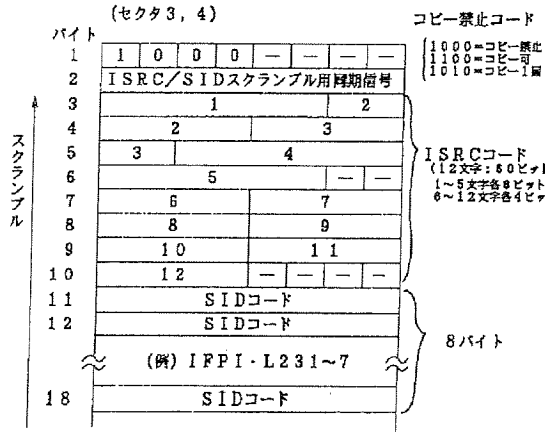 (セクタ3, 4)
コピー禁止コード
バイト
1 1 0 0 0 — — — —
1000=コピー禁止
1100=コピー可
1010=コピー1回
2 ISRC/SIDスクランブル用同期信号
3 1 2
4 2 3
5 3 4
6 5 — —
7 6 7
8 8 9
9 10 11
10 12 — — — —
スクランブル
ISRCコード
(12文字:60ビット
1~5文字各6ビット
6~12文字各4ビッ
11 SIDコード
12 SIDコード
(例) IFPI・L231~7
18 SIDコード
8バイト